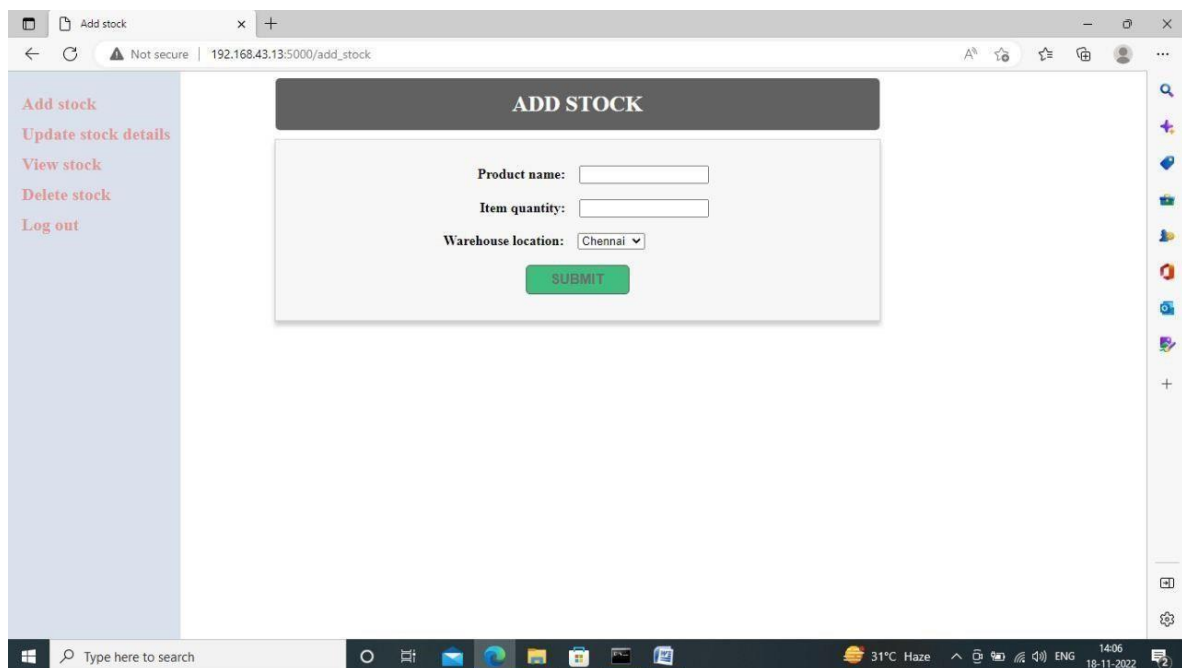 Add stock
Not secure | 192.168.43.13:5000/add_stock
Add stock
Update stock details
View stock
Delete stock
Log out
ADD STOCK
Product name:
Item quantity:
Warehouse location: Chennai
SUBMIT
Type here to search
31°C Haze
ENG
14:06
18-11-2022
2